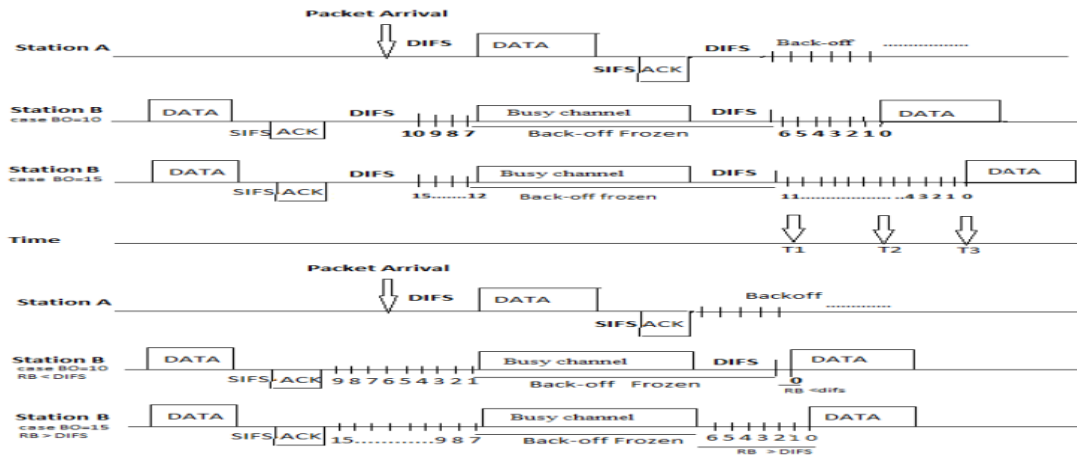 Packet Arrival
Station A DIFS DATA SIFS ACK DIFS Back-off
Station B DATA SIFS ACK DIFS 10 9 8 7 Busy channel DIFS 6 5 4 3 2 1 0 DATA
case BO=10 Back-off Frozen
Station B DATA SIFS ACK DIFS 15......12 Busy channel DIFS 11 4 3 2 1 0 DATA
case BO=15 Back-off frozen
Time T1 T2 T3
Packet Arrival
Station A DIFS DATA SIFS ACK Backoff
Station B DATA SIFS ACK 9 8 7 6 5 4 3 2 1 Busy channel DIFS 0 DATA
case BO=10 Back-off Frozen
RB < DIFS RB <difs
Station B DATA SIFS ACK 15 9 8 7 Busy channel 6 5 4 3 2 1 0 DATA
case BO=15 Back-off Frozen
RB > DIFS RB > DIFS